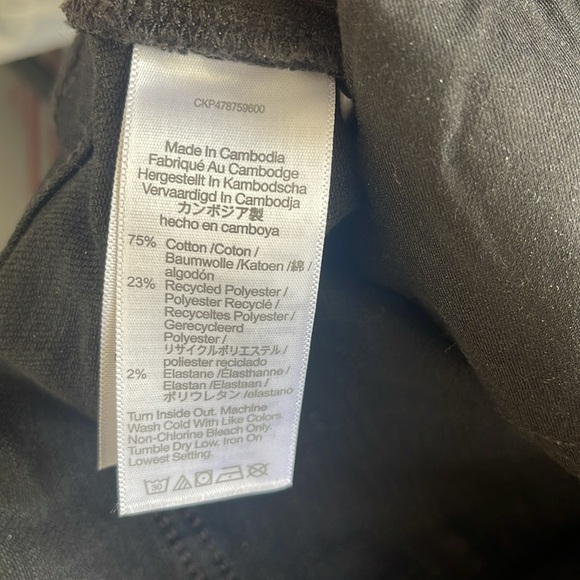 CKP478759600
Made In Cambodia
Fabriqué Au Cambodge
Hergestellt In Kambodscha
Vervaardigd In Cambodja
カンボジア製
hecho en camboya
75% Cotton /Coton /
Baumwolle /Katoen /綿 /
algodón
23% Recycled Polyester /
Polyester Recyclé /
Recyceltes Polyester /
Gerecycleerd
Polyester /
リサイクルポリエステル /
poliester reciclado
2% Elastane /Élasthanne /
Elastan /Elastaan /
ポリウレタン /elastano
Turn Inside Out. Machine
Wash Cold With Like Colors.
Non-Chlorine Bleach Only.
Tumble Dry Low. Iron On
Lowest Setting.
30